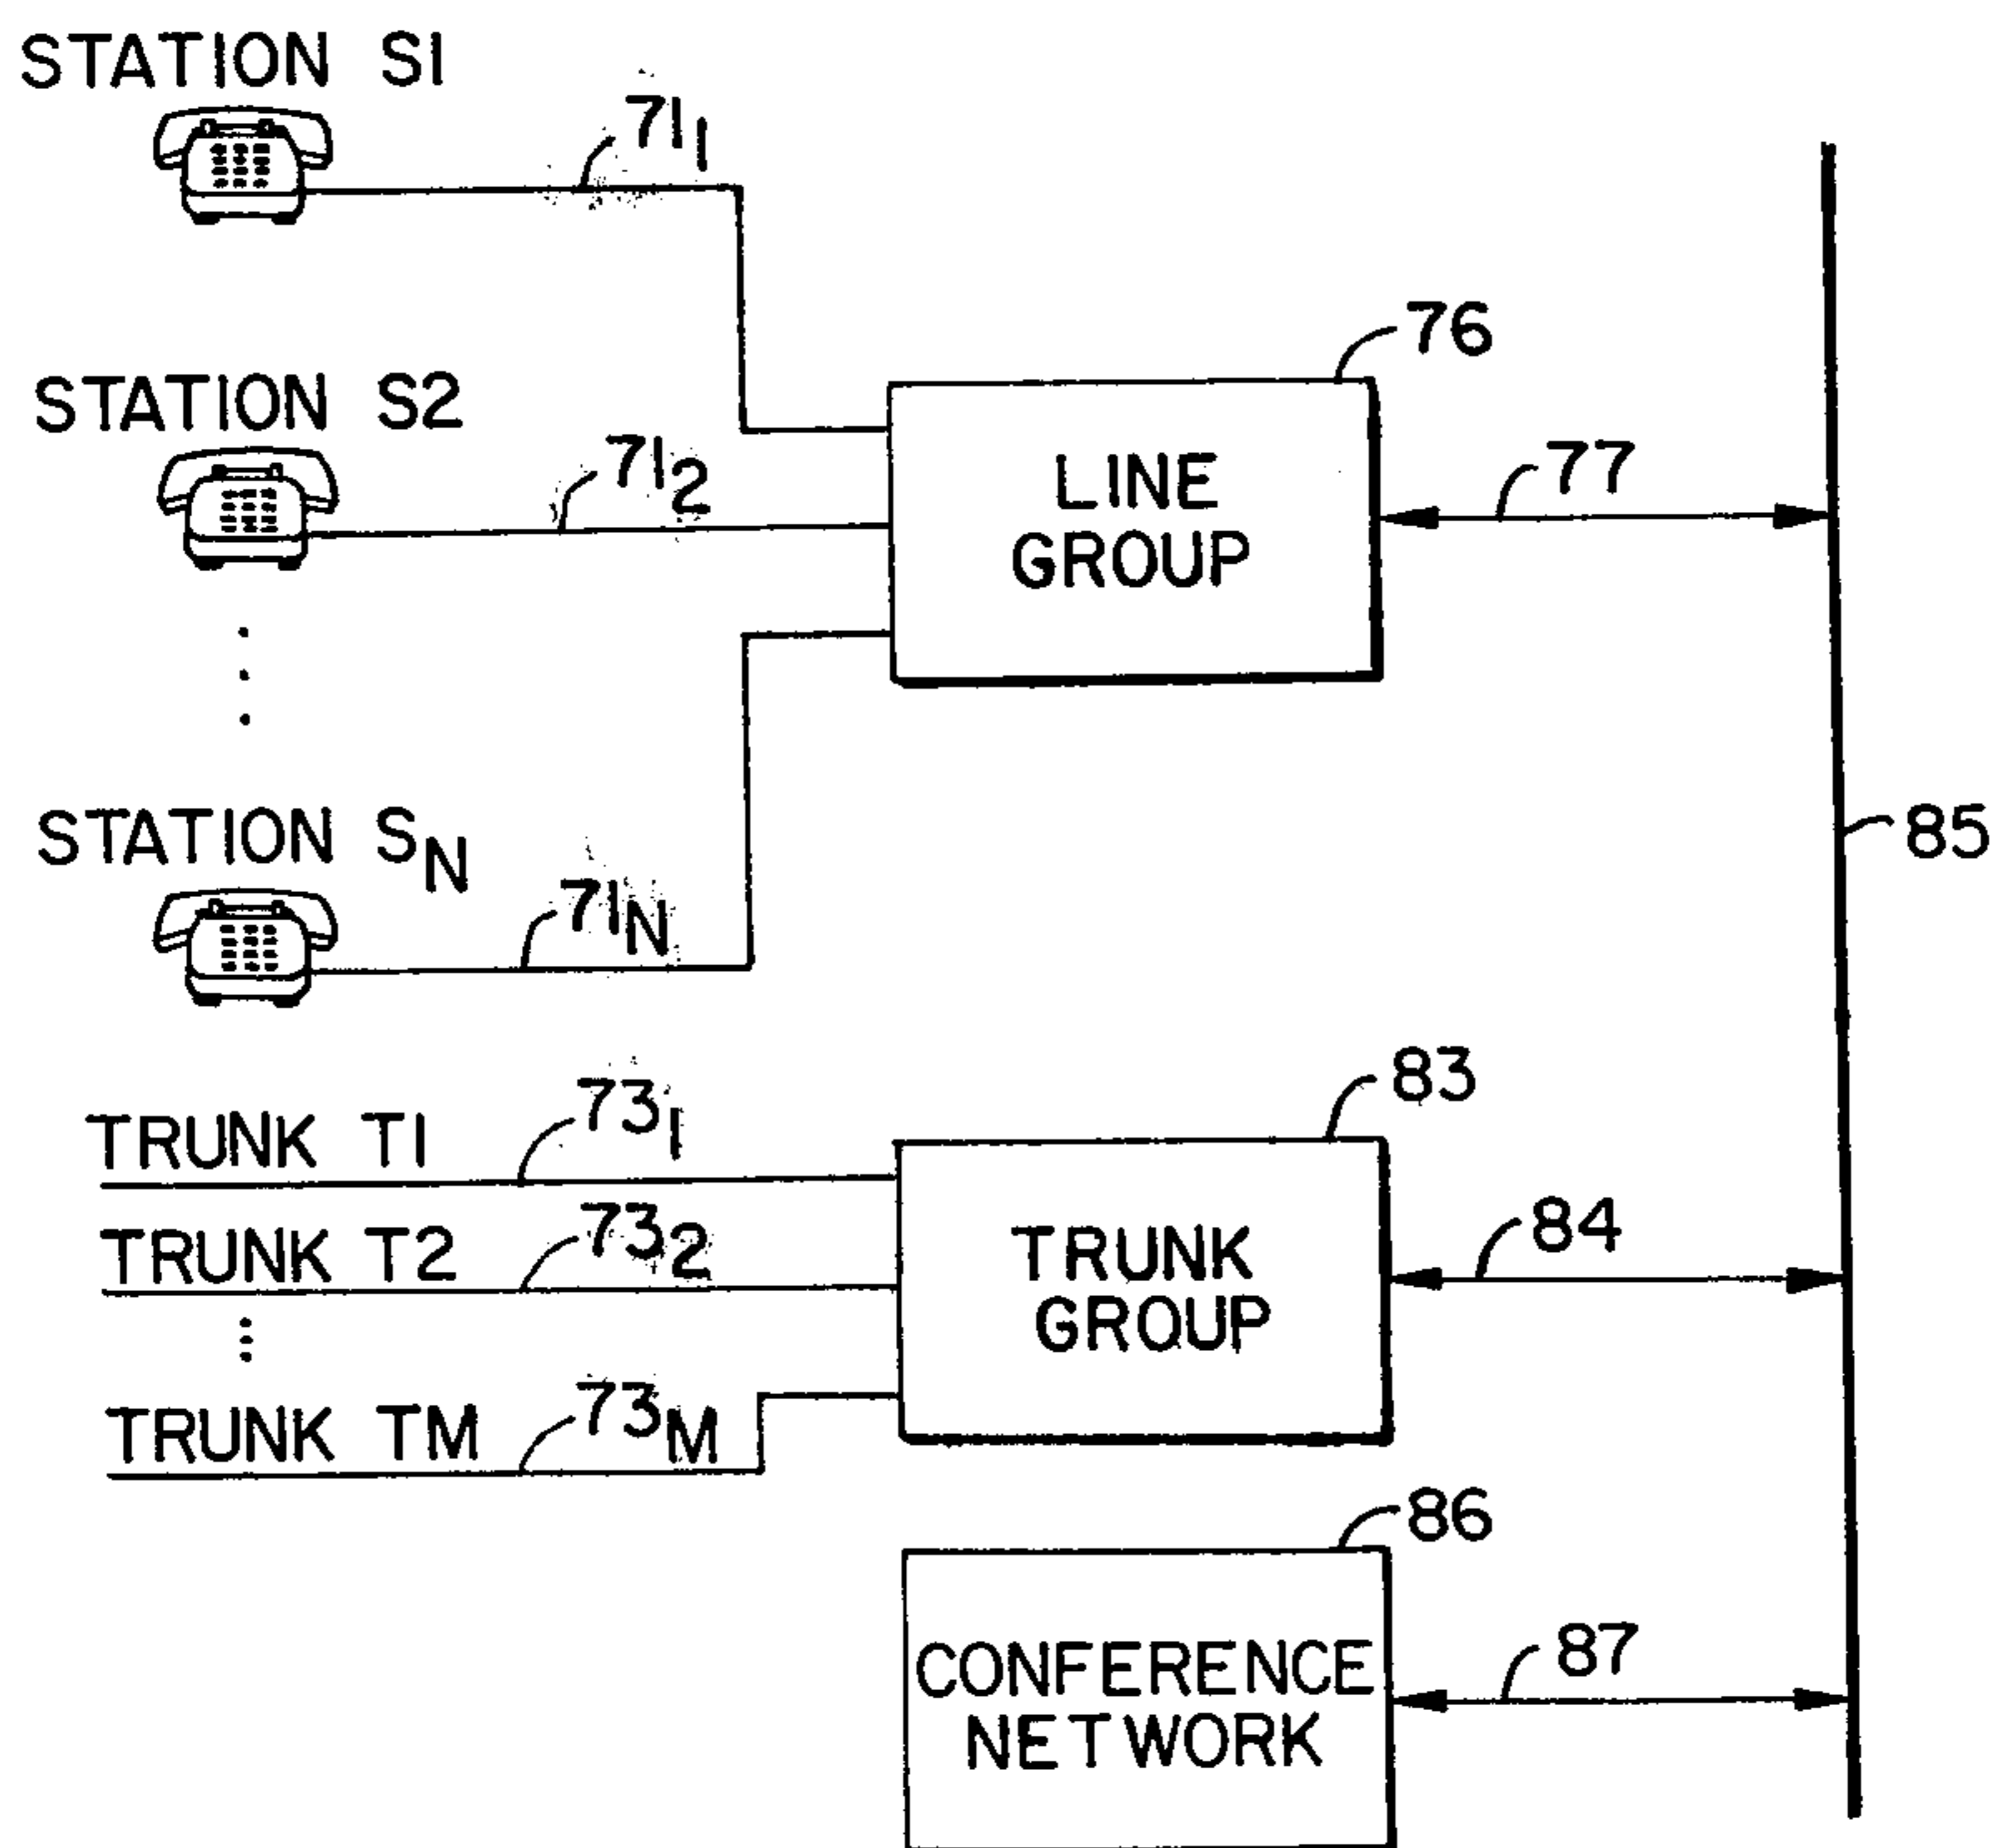 STATION S1
71₁
STATION S2
71₂
76
LINE
GROUP
77
STATION S_N
71_N
85
TRUNK T1
73₁
83
TRUNK T2
73₂
TRUNK
GROUP
84
TRUNK TM
73_M
86
CONFERENCE
NETWORK
87